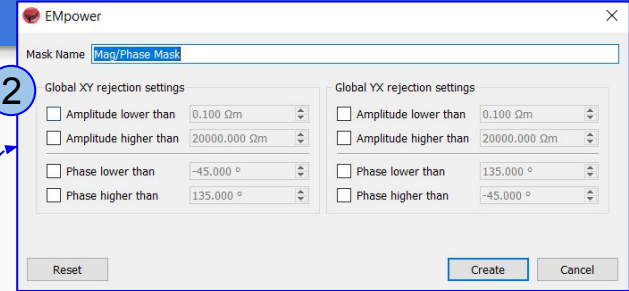 EMpower
Mask Name Mag/Phase Mask
2
Global XY rejection settings
Amplitude lower than 0.100 Ωm
Amplitude higher than 20000.000 Ωm
Phase lower than -45.000 °
Phase higher than 135.000 °
Global YX rejection settings
Amplitude lower than 0.100 Ωm
Amplitude higher than 20000.000 Ωm
Phase lower than 135.000 °
Phase higher than -45.000 °
Reset Create Cancel